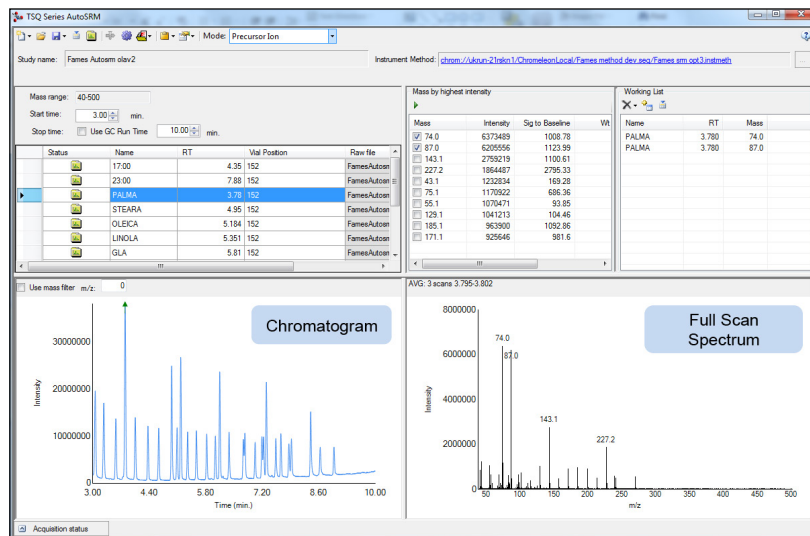 TSQ Series AutoSRM
Mode: Precursor Ion
Study name: Fames Autosrm olav2
Instrument Method: chrom://ukrun-21rskn1/ChromeleonLocal/Fames method dev.seq/Fames srm opt3.instmeth
Mass range: 40-500
Start time: 3.00 min.
Stop time: Use GC Run Time 10.00 min.
Status Name RT Vial Position Raw file
17:00 4.35 152 FamesAutosrn
23:00 7.88 152 FamesAutosrn
PALMA 3.78 152 FamesAutosrn
STEARA 4.95 152 FamesAutosrn
OLEICA 5.184 152 FamesAutosrn
LINOLA 5.351 152 FamesAutosrn
GLA 5.81 152 FamesAutosrn
Mass by highest intensity
Mass Intensity Sig to Baseline Wt
74.0 6373489 1008.78
87.0 6205556 1123.99
143.1 2759219 1100.61
227.2 1864487 2795.33
43.1 1232834 169.28
75.1 1170922 686.36
55.1 1070471 93.85
129.1 1041213 104.46
185.1 963900 1092.86
171.1 925646 981.6
Working List
Name RT Mass
PALMA 3.780 74.0
PALMA 3.780 87.0
Use mass filter m/z: 0
Chromatogram
Intensity
30000000
20000000
10000000
0
3.00 4.40 5.80 7.20 8.60 10.00
Time (min.)
AVG: 3 scans 3.795-3.802
Full Scan
Spectrum
Intensity
8000000
6000000
4000000
2000000
0
74.0
87.0
143.1
227.2
50 100 150 200 250 300 350 400 450 500
m/z
Acquisition status